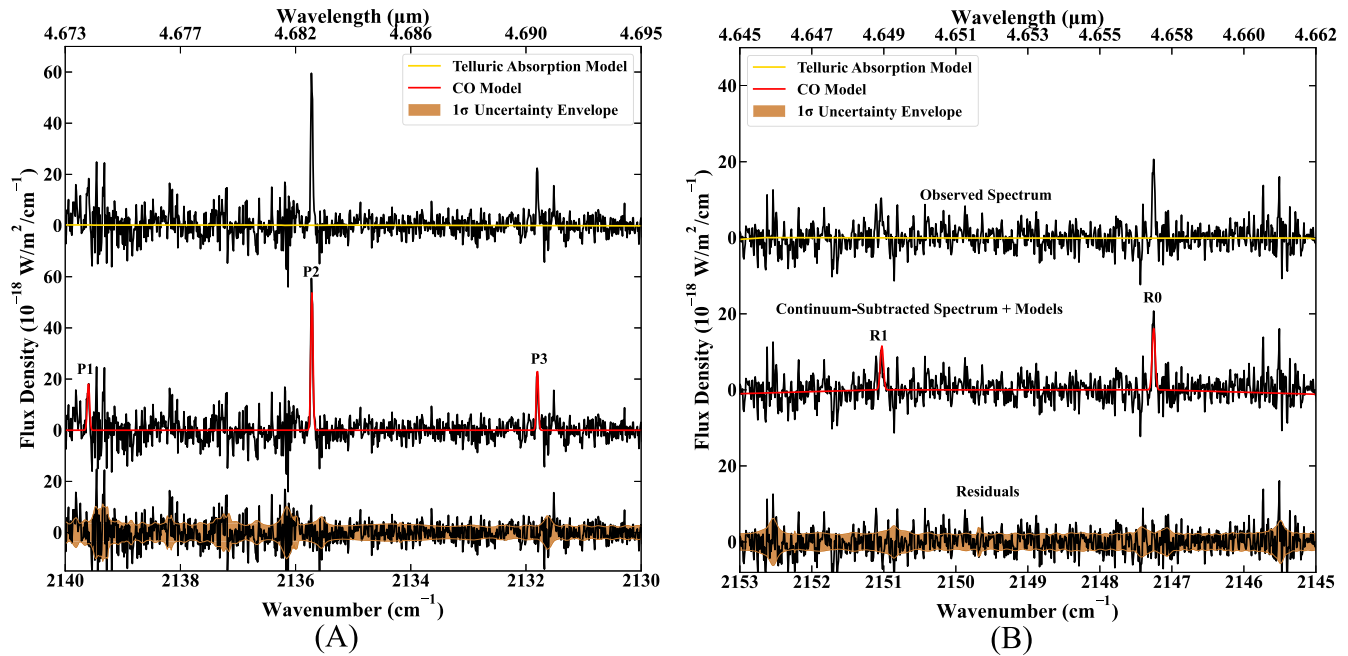 Wavelength (μm)
4.673 4.677 4.682 4.686 4.690 4.695
60
40
20
0
Telluric Absorption Model
CO Model
1σ Uncertainty Envelope
60
40
20
0
P1
P2
P3
20
0
Flux Density (10⁻¹⁸ W/m²/cm⁻¹)
2140 2138 2136 2134 2132 2130
Wavenumber (cm⁻¹)
(A)
Wavelength (μm)
4.645 4.647 4.649 4.651 4.653 4.655 4.656 4.658 4.660 4.662
40
20
0
Telluric Absorption Model
CO Model
1σ Uncertainty Envelope
Observed Spectrum
Continuum-Subtracted Spectrum + Models
20
0
R1
R0
Residuals
20
0
Flux Density (10⁻¹⁸ W/m²/cm⁻¹)
2153 2152 2151 2150 2149 2148 2147 2146 2145
Wavenumber (cm⁻¹)
(B)